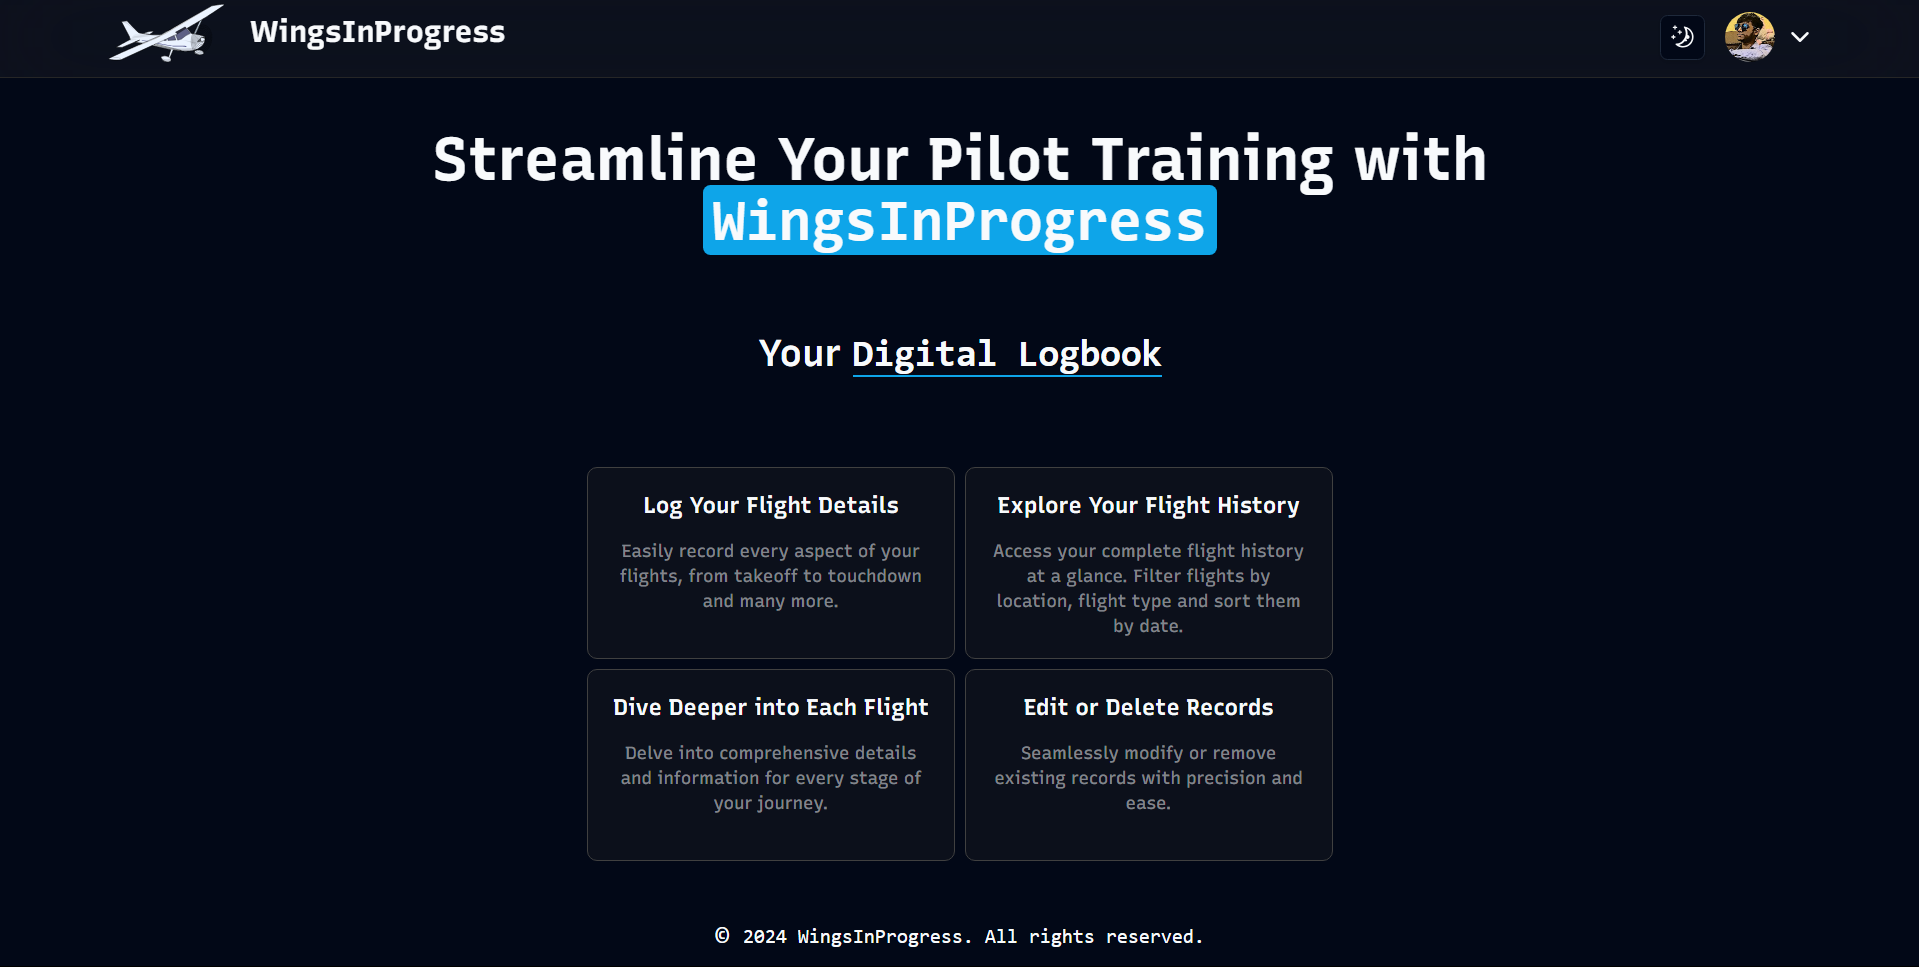 WingsInProgress
Streamline Your Pilot Training with
WingsInProgress
Your Digital Logbook
Log Your Flight Details
Easily record every aspect of your
flights, from takeoff to touchdown
and many more.
Explore Your Flight History
Access your complete flight history
at a glance. Filter flights by
location, flight type and sort them
by date.
Dive Deeper into Each Flight
Delve into comprehensive details
and information for every stage of
your journey.
Edit or Delete Records
Seamlessly modify or remove
existing records with precision and
ease.
© 2024 WingsInProgress. All rights reserved.